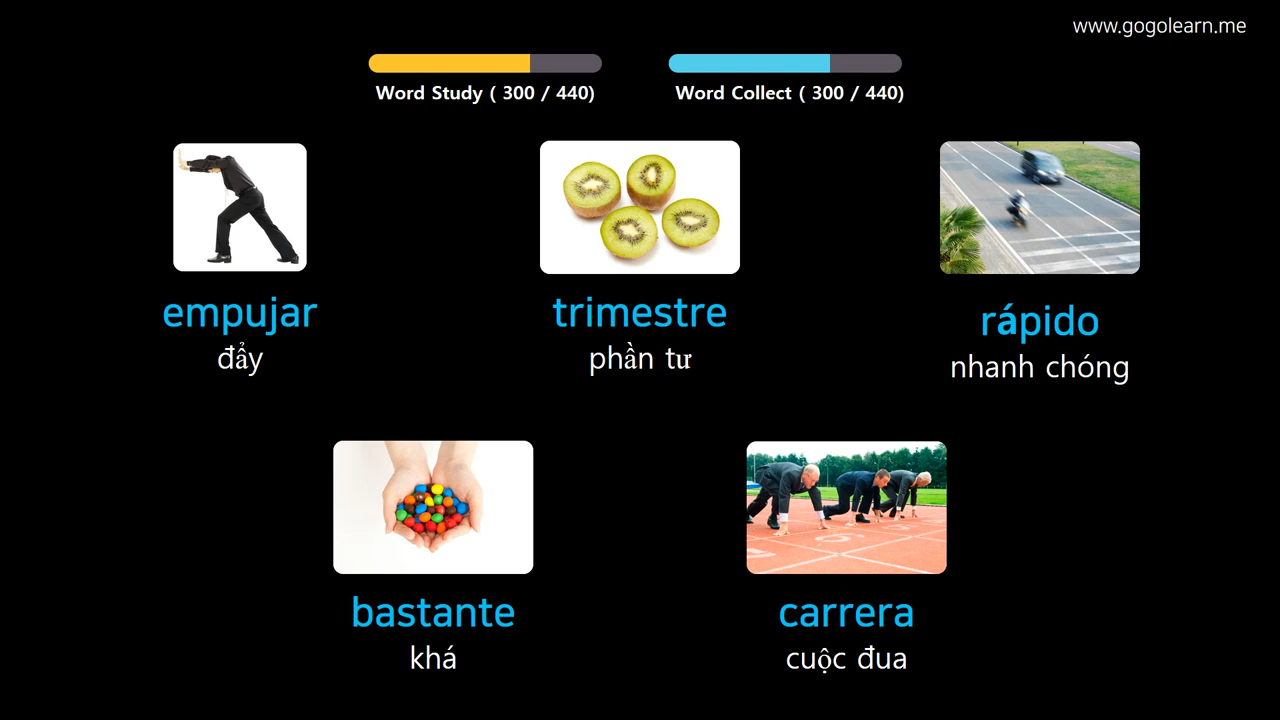 www.gogolearn.me
Word Study ( 300 / 440)
Word Collect ( 300 / 440)
empujar
đẩy
trimestre
phần tư
rápido
nhanh chóng
bastante
khá
carrera
cuộc đua